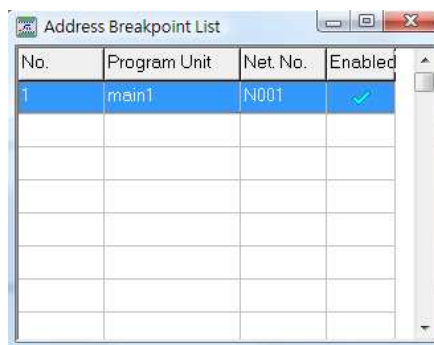 Address Breakpoint List
No. Program Unit Net. No. Enabled
1 main1 N001